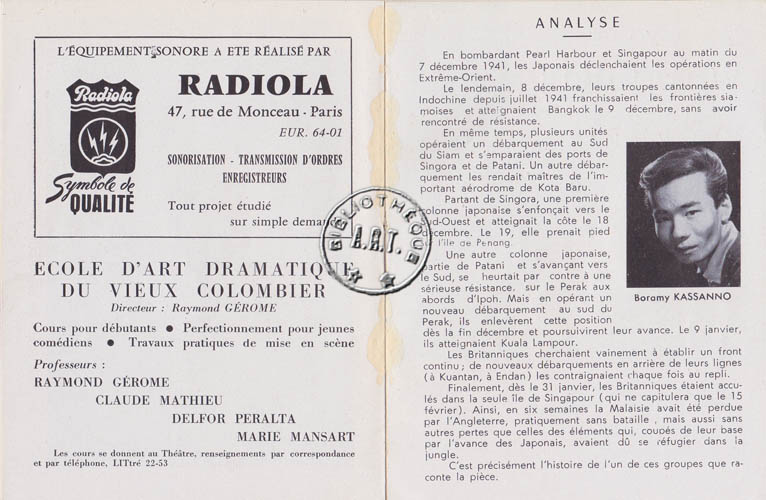 L'ÉQUIPEMENT SONORE A ETE RÉALISÉ PAR
Radiola
Symbole de
QUALITÉ
RADIOLA
47, rue de Monceau - Paris
EUR. 64-01
SONORISATION - TRANSMISSION D'ORDRES
ENREGISTREURS
Tout projet étudié
sur simple demande
ECOLE D'ART DRAMATIQUE
DU VIEUX COLOMBIER
Directeur : Raymond GÉROME
Cours pour débutants ● Perfectionnement pour jeunes
comédiens ● Travaux pratiques de mise en scène
Professeurs :
RAYMOND GÉROME
CLAUDE MATHIEU
DELFOR PERALTA
MARIE MANSART
Les cours se donnent au Théâtre, renseignements par correspondance
et par téléphone, LITtré 22-53
BIBLIOTHÈQUE
A.R.T.
ANALYSE
En bombardant Pearl Harbour et Singapour au matin du
7 décembre 1941, les Japonais déclenchaient les opérations en
Extrême-Orient.
Le lendemain, 8 décembre, leurs troupes cantonnées en
Indochine depuis juillet 1941 franchissaient les frontières sia-
moises et atteignaient Bangkok le 9 décembre, sans avoir
rencontré de résistance.
En même temps, plusieurs unités
opéraient un débarquement au Sud
du Siam et s'emparaient des ports de
Singora et de Patani. Un autre débar-
quement les rendait maîtres de l'im-
portant aérodrome de Kota Baru.
Partant de Singora, une première
colonne japonaise s'enfonçait vers le
Sud-Ouest et atteignait la côte le 18
décembre. Le 19, elle prenait pied
sur l'île de Penang.
Une autre colonne japonaise,
partie de Patani et s'avançant vers
le Sud, se heurtait par contre à une
sérieuse résistance sur le Perak aux
abords d'Ipoh. Mais en opérant un
nouveau débarquement au sud du
Perak, ils enlevèrent cette position
dès la fin décembre et poursuivirent leur avance. Le 9 janvier,
ils atteignaient Kuala Lampour.
Les Britanniques cherchaient vainement à établir un front
continu ; de nouveaux débarquements en arrière de leurs lignes
(à Kuantan, à Endan) les contraignaient chaque fois au repli.
Finalement, dès le 31 janvier, les Britanniques étaient accu-
lés dans la seule île de Singapour (qui ne capitulera que le 15
février). Ainsi, en six semaines la Malaisie avait été perdue
par l'Angleterre, pratiquement sans bataille, mais aussi sans
autres pertes que celles des éléments qui, coupés de leur base
par l'avance des Japonais, avaient dû se réfugier dans la
jungle.
C'est précisément l'histoire de l'un de ces groupes que ra-
conte la pièce.
Boramy KASSANNO